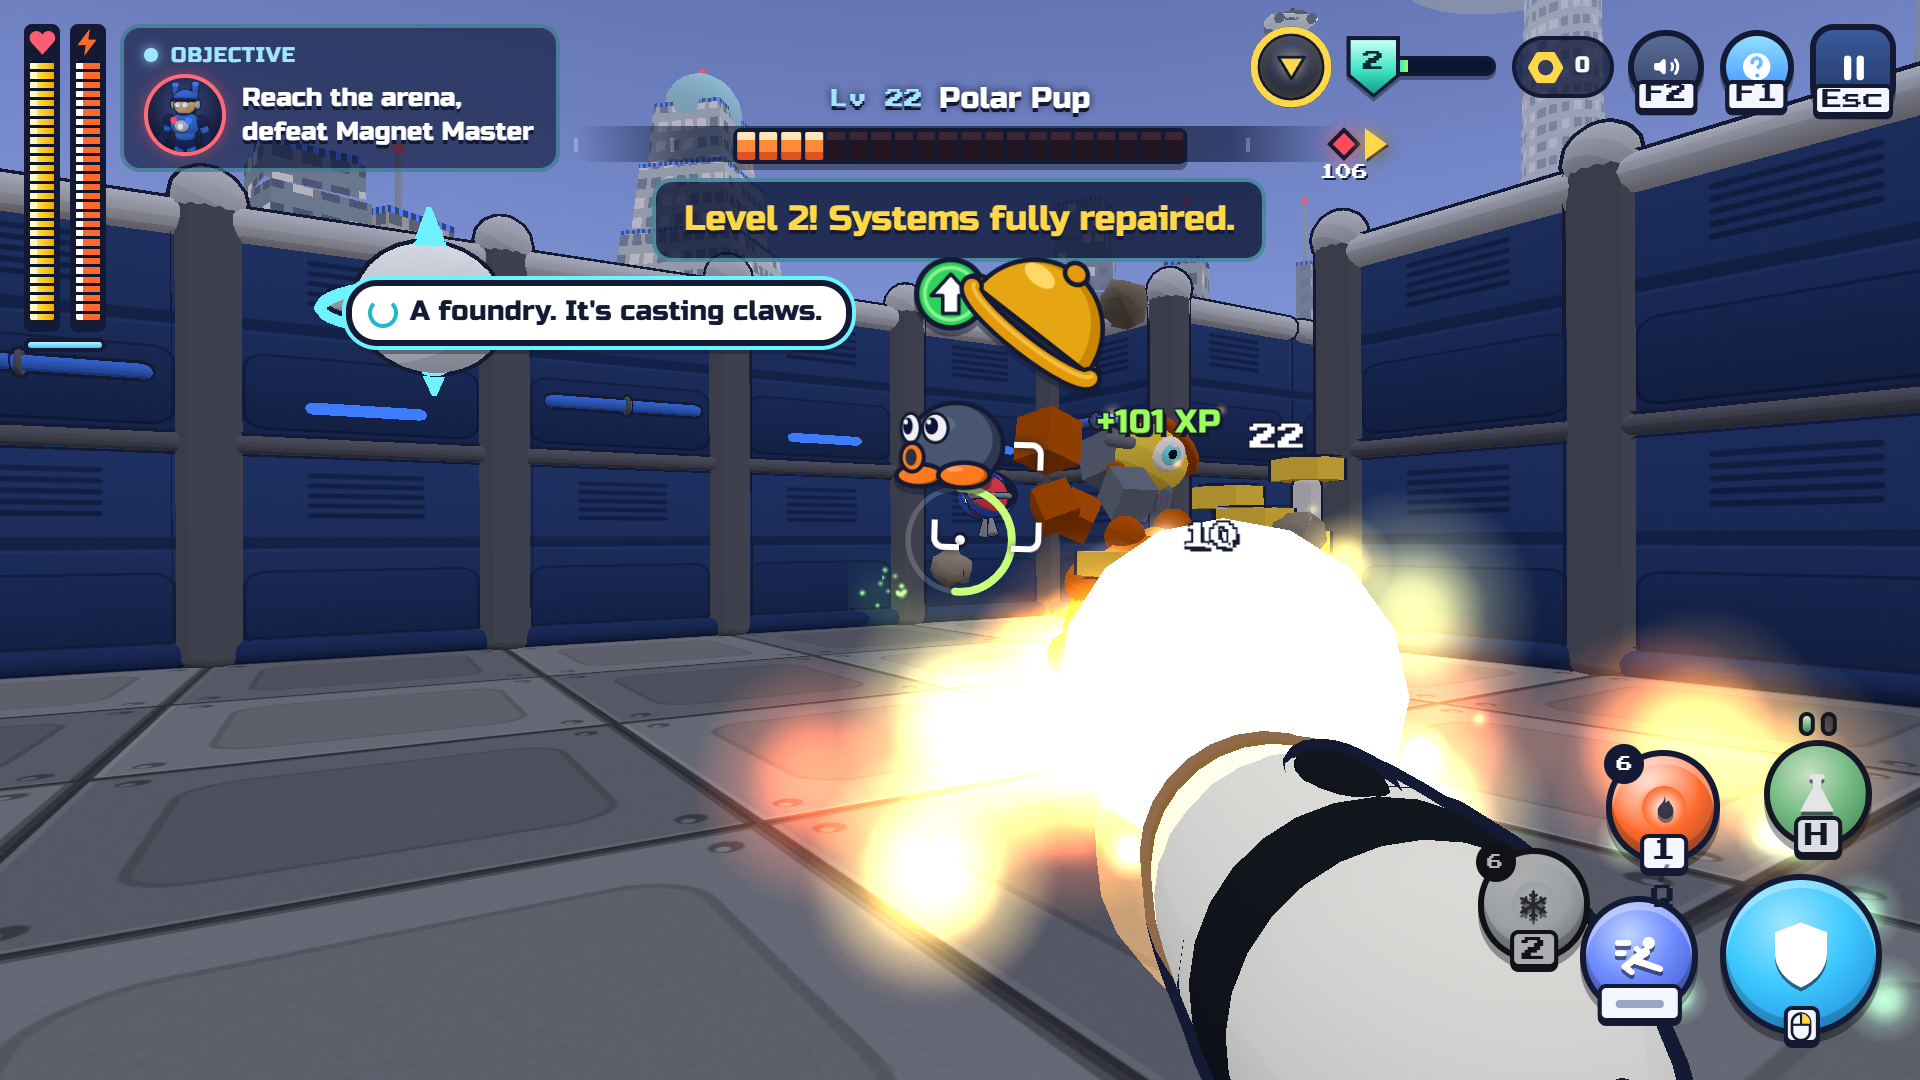 OBJECTIVE
Reach the arena,
defeat Magnet Master
Lv 22 Polar Pup
106
2
0
F2
F1
Esc
Level 2! Systems fully repaired.
A foundry. It's casting claws.
+101 XP
22
10
6
1
H
6
2
Q